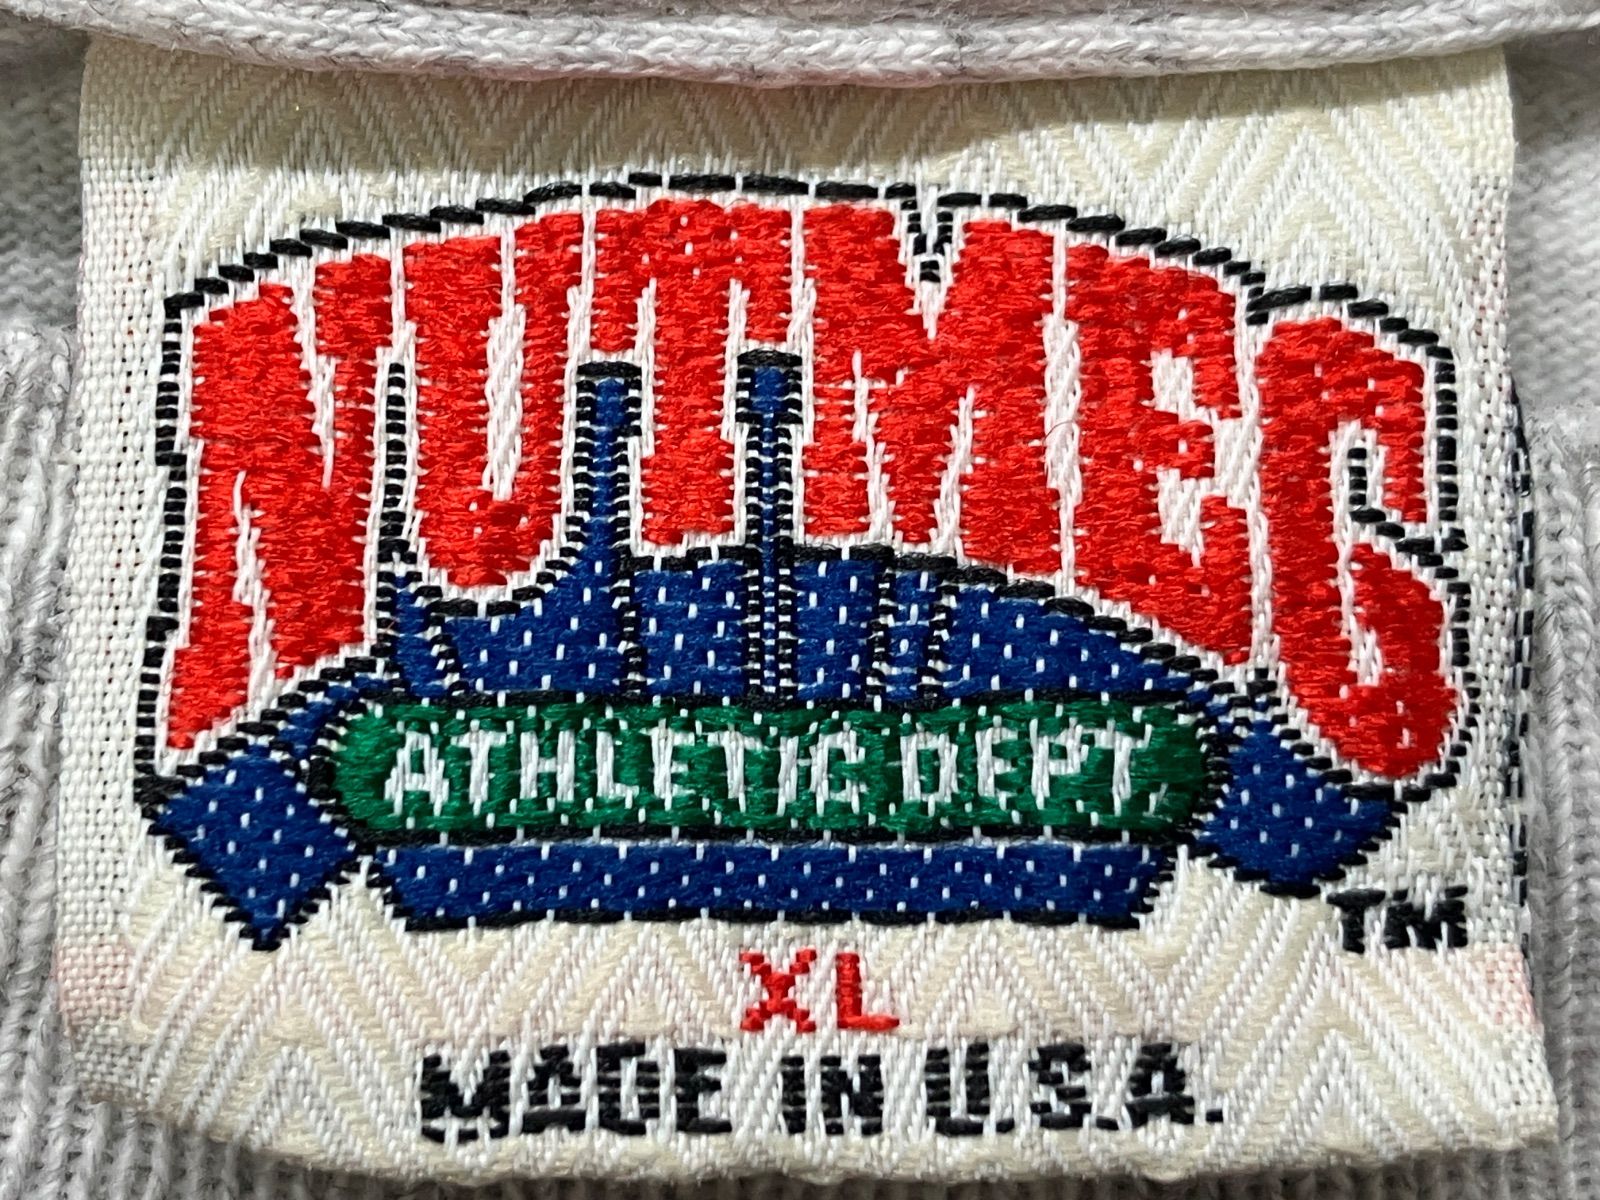 NUTMEG
ATHLETIC DEPT.
TM
XL
MADE IN U.S.A.